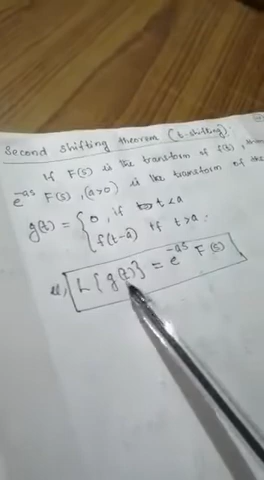 Second shifting theorem (t-shifting):
If F(s) is the transform of f(t), then
e^{-as} F(s), (a>0) is the transform of the
g(t) = { 0, if t<a
f(t-a) if t>a.
L{g(t)} = e^{-as} F(s)